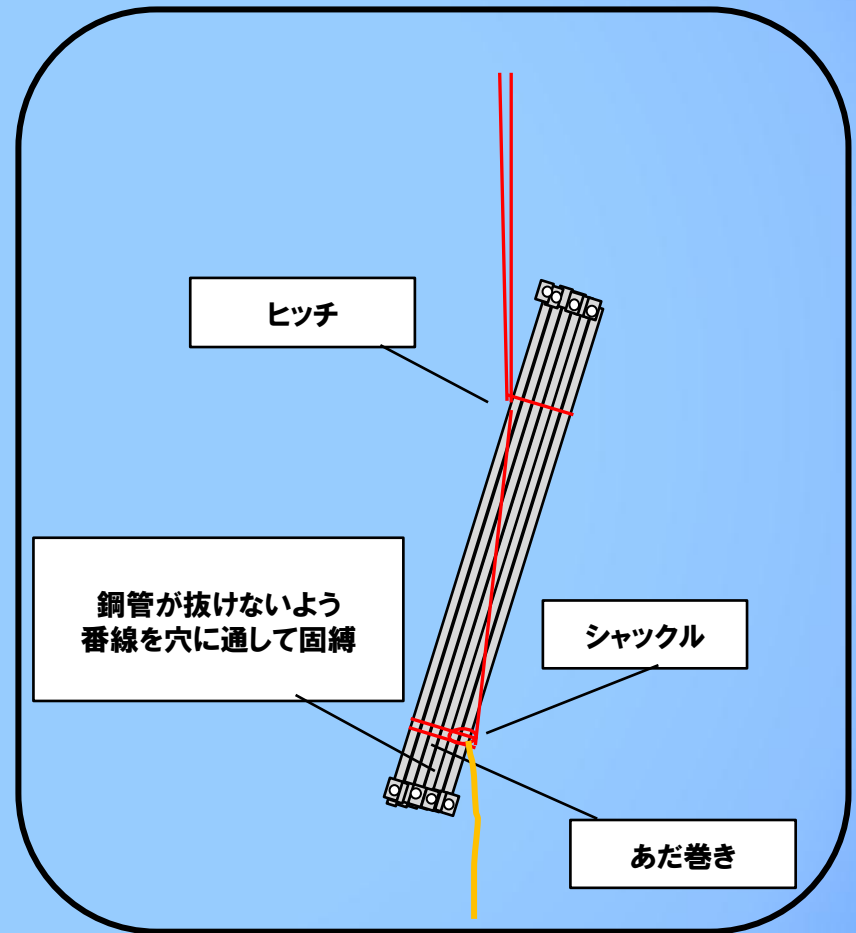 ヒッチ
鋼管が抜けないよう
番線を穴に通して固縛
シャックル
あだ巻き